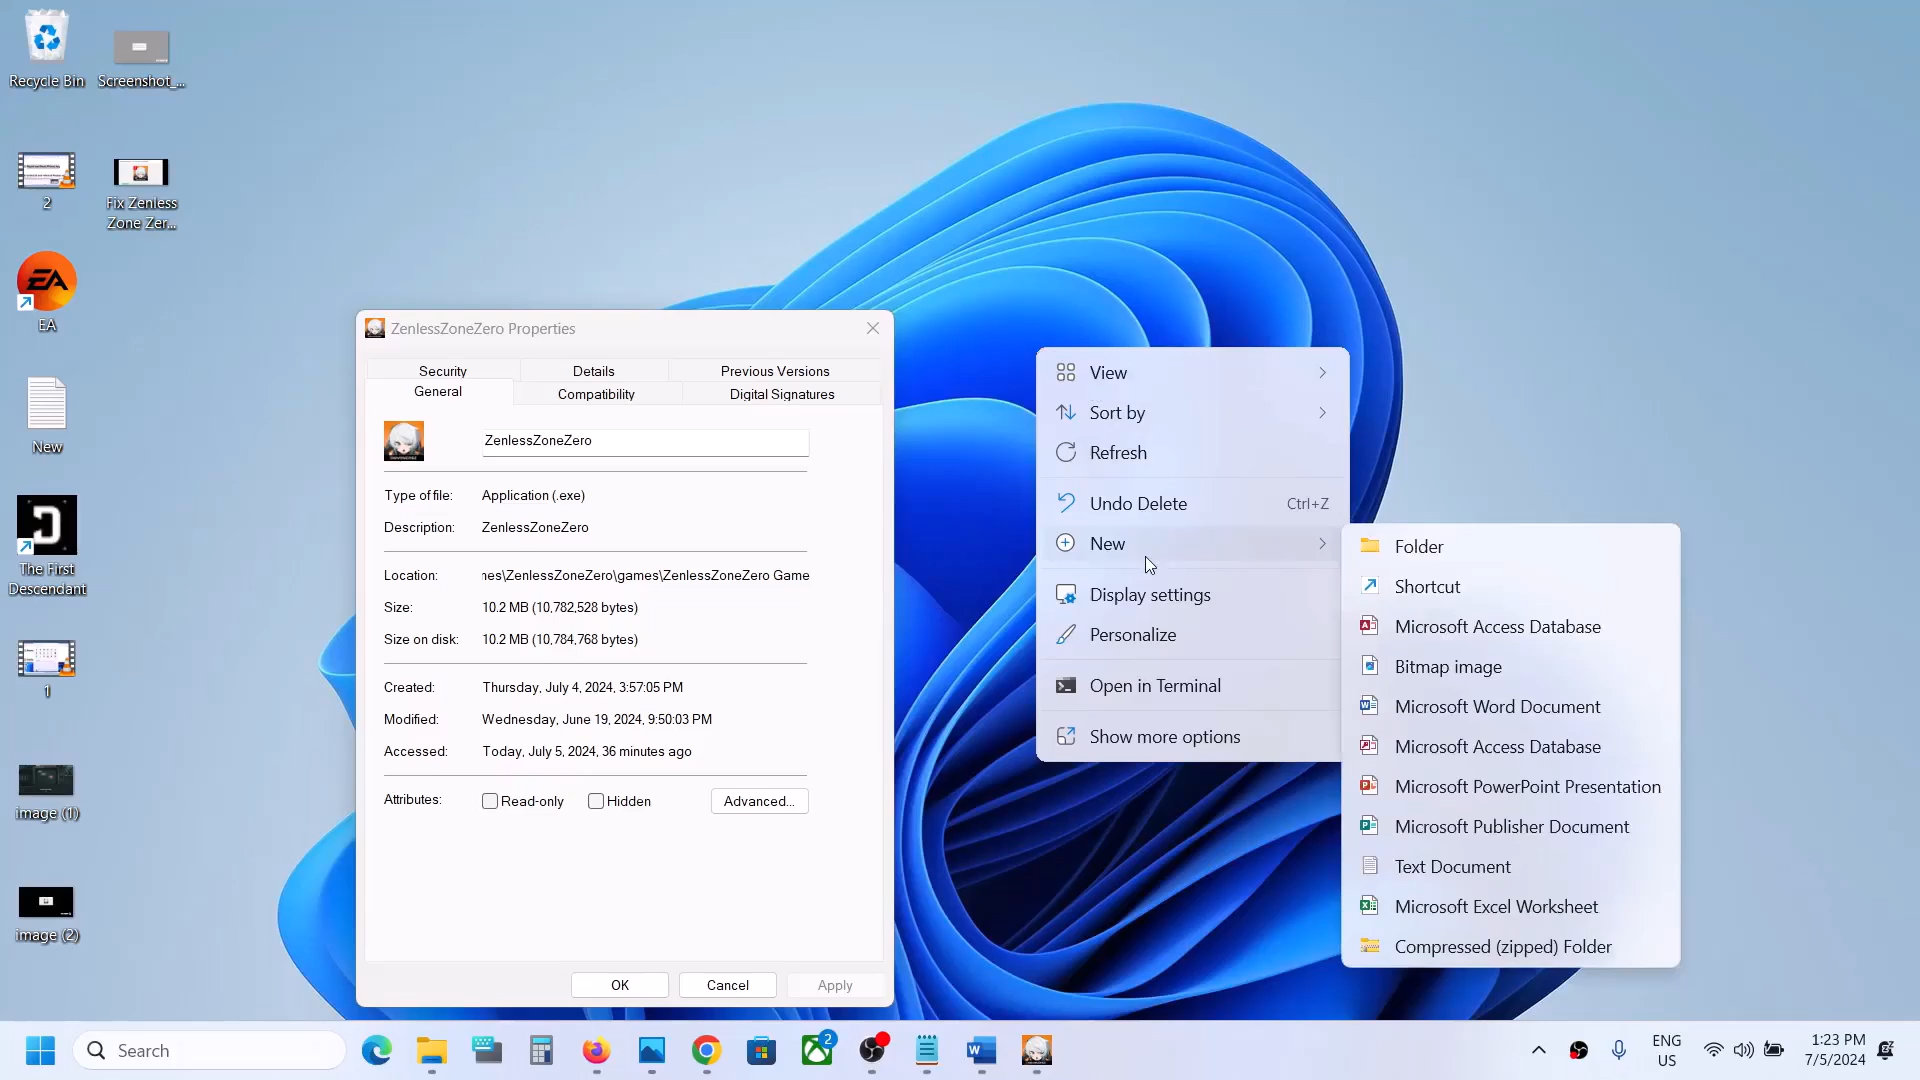 Recycle Bin
Screenshot_...
2
Fix Zenless
Zone Zer...
EA
EA
New
The First
Descendant
1
image (1)
image (2)
ZenlessZoneZero Properties
Security
Details
Previous Versions
General
Compatibility
Digital Signatures
ZenlessZoneZero
Type of file: Application (.exe)
Description: ZenlessZoneZero
Location: nes\ZenlessZoneZero\games\ZenlessZoneZero Game
Size: 10.2 MB (10,782,528 bytes)
Size on disk: 10.2 MB (10,784,768 bytes)
Created: Thursday, July 4, 2024, 3:57:05 PM
Modified: Wednesday, June 19, 2024, 9:50:03 PM
Accessed: Today, July 5, 2024, 36 minutes ago
Attributes: Read-only Hidden Advanced...
OK Cancel Apply
View
Sort by
Refresh
Undo Delete Ctrl+Z
New
Display settings
Personalize
Open in Terminal
Show more options
Folder
Shortcut
Microsoft Access Database
Bitmap image
Microsoft Word Document
Microsoft Access Database
Microsoft PowerPoint Presentation
Microsoft Publisher Document
Text Document
Microsoft Excel Worksheet
Compressed (zipped) Folder
Search
2
ENG
US
1:23 PM
7/5/2024